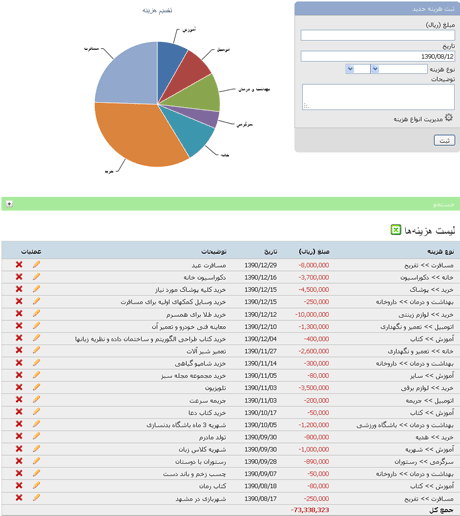 تقسیم هزینه
آموزش
اتومبیل
بهداشت و درمان
سرگرمی
خانه
خرید
مسافرت
ثبت هزینه جدید
مبلغ (ریال)
تاریخ
1390/08/12
نوع هزینه
توضیحات
مدیریت انواع هزینه
ثبت
جستجو
لیست هزینه‌ها
نوع هزینه مبلغ (ریال) تاریخ توضیحات عملیات
مسافرت >> تفریح -8,000,000 1390/12/29 مسافرت عید
خانه >> دکوراسیون -3,700,000 1390/12/16 دکوراسیون خانه
خرید >> پوشاک -4,500,000 1390/12/15 خرید کلیه پوشاک مورد نیاز
بهداشت و درمان >> داروخانه -250,000 1390/12/15 خرید وسایل کمکهای اولیه برای مسافرت
خرید >> لوازم زینتی -10,000,000 1390/12/12 خرید طلا برای همسرم
اتومبیل >> تعمیر و نگهداری -1,300,000 1390/12/10 معاینه فنی خودرو و تعمیر آن
آموزش >> کتاب -400,000 1390/12/04 خرید کتاب طراحی الگوریتم و ساختمان داده و نظریه زبانها
خانه >> تعمیر و نگهداری -2,600,000 1390/11/27 تعمیر شیر آلات
بهداشت و درمان >> داروخانه -300,000 1390/11/14 خرید شامپو گیاهی
آموزش >> سایر -80,000 1390/11/05 خرید مجموعه مجله سبز
خرید >> لوازم برقی -3,500,000 1390/11/03 تلویزیون
اتومبیل >> جریمه -200,000 1390/11/03 جریمه سرعت
آموزش >> کتاب -50,000 1390/10/17 خرید کتاب دعا
بهداشت و درمان >> باشگاه ورزشی -1,200,000 1390/10/05 شهریه 3 ماه باشگاه بدنسازی
خرید >> هدیه -800,000 1390/09/30 تولد مادرم
آموزش >> شهریه -1,000,000 1390/09/30 شهریه کلاس زبان
سرگرمی >> رستوران -890,000 1390/09/28 رستوران با دوستان
بهداشت و درمان >> داروخانه -50,000 1390/09/07 چسب زخم و باند دست
آموزش >> کتاب -80,000 1390/08/18 کتاب رمان
مسافرت >> تفریح -250,000 1390/08/17 شهربازی در مشهد
جمع کل -73,338,323